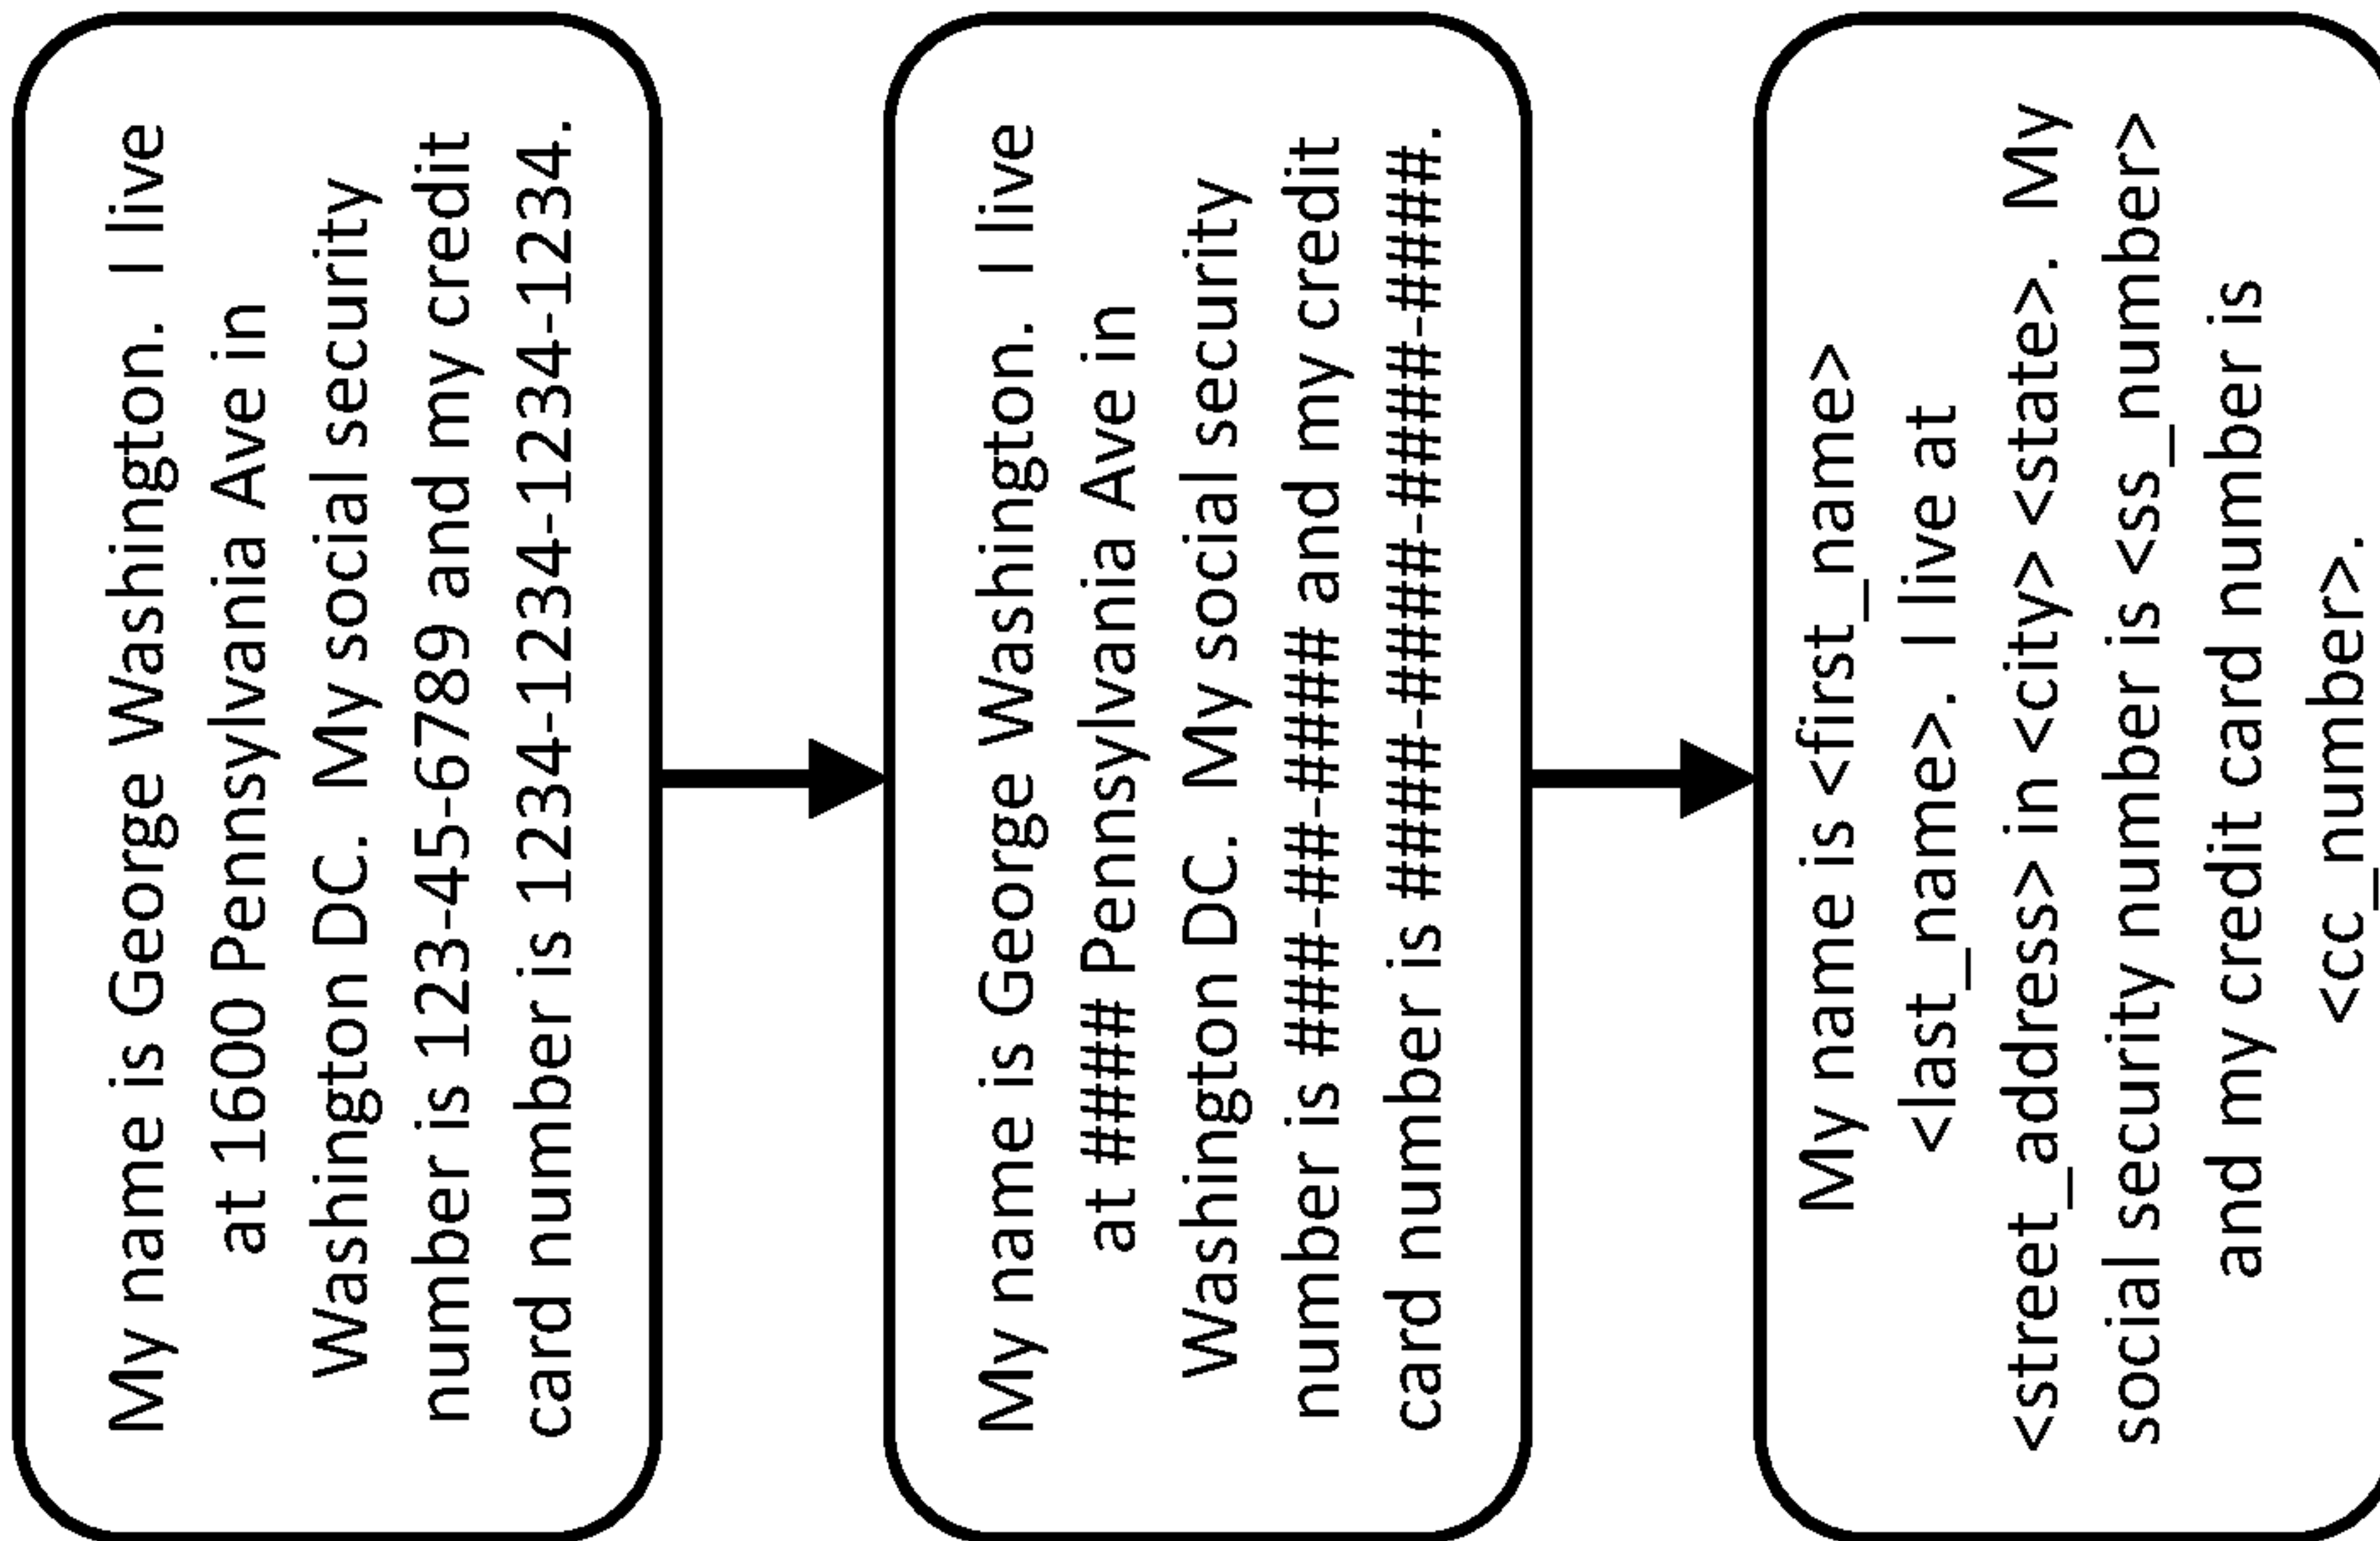 My name is George Washington.  I live
at 1600 Pennsylvania Ave in
Washington DC.  My social security
number is 123-45-6789 and my credit
card number is 1234-1234-1234-1234.
My name is George Washington.  I live
at #### Pennsylvania Ave in
Washington DC.  My social security
number is ###-##-#### and my credit
card number is ####-####-####-####.
My name is <first_name>
<last_name>.  I live at
<street_address> in <city> <state>.  My
social security number is <ss_number>
and my credit card number is
<cc_number>.